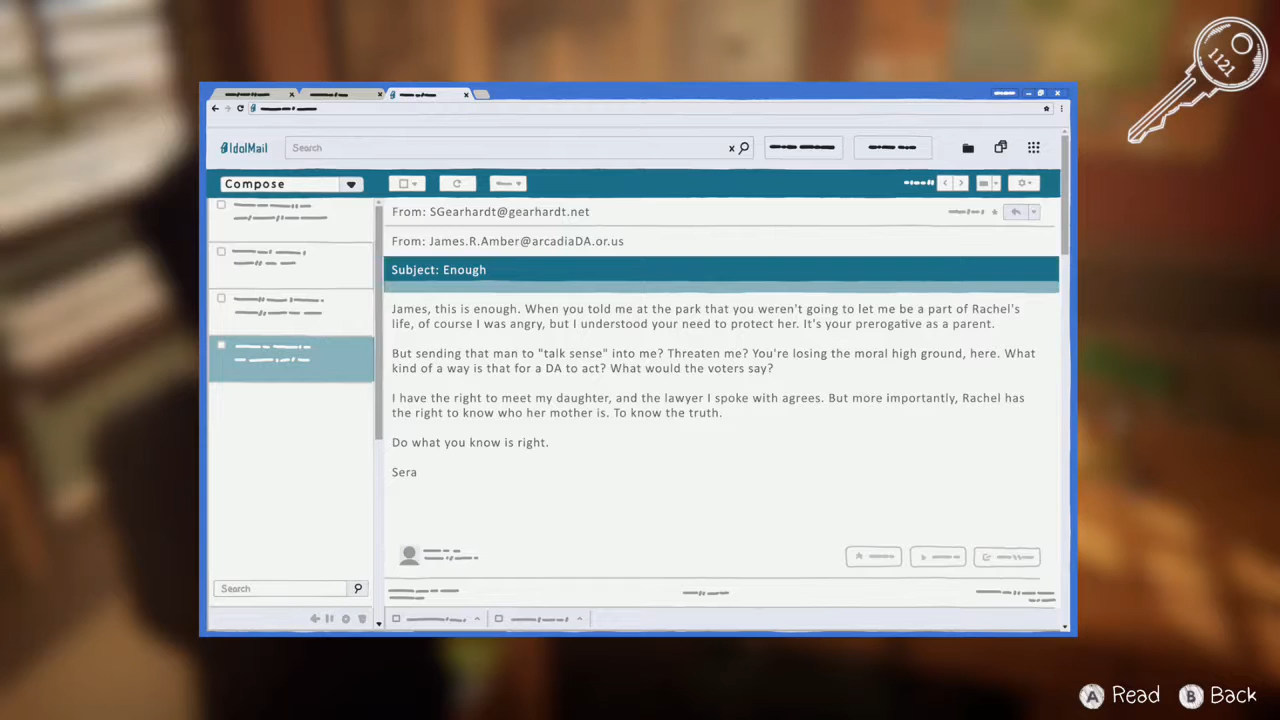 1121
IdolMail
Search
x
Compose
From: SGearhardt@gearhardt.net
From: James.R.Amber@arcadiaDA.or.us
Subject: Enough
James, this is enough. When you told me at the park that you weren't going to let me be a part of Rachel's
life, of course I was angry, but I understood your need to protect her. It's your prerogative as a parent.
But sending that man to "talk sense" into me? Threaten me? You're losing the moral high ground, here. What
kind of a way is that for a DA to act? What would the voters say?
I have the right to meet my daughter, and the lawyer I spoke with agrees. But more importantly, Rachel has
the right to know who her mother is. To know the truth.
Do what you know is right.
Sera
Search
A Read B Back